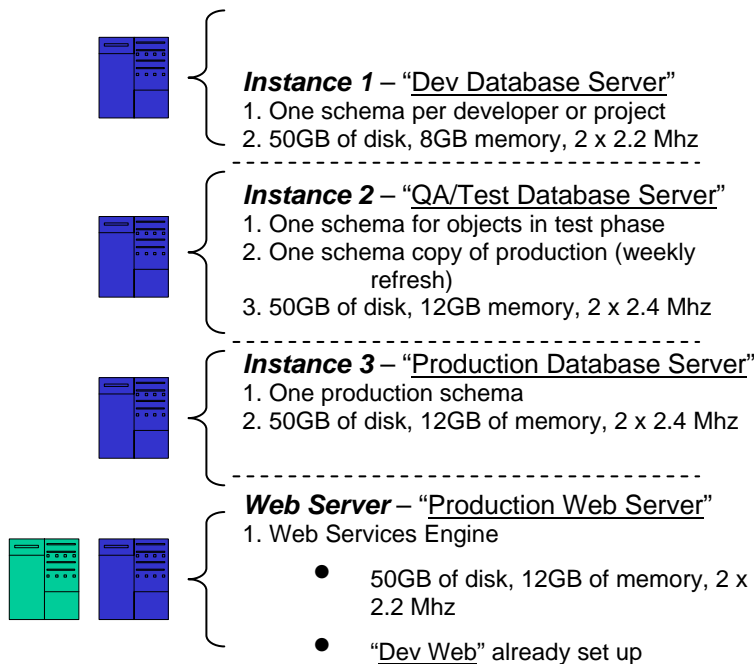 Instance 1 – “Dev Database Server”
1. One schema per developer or project
2. 50GB of disk, 8GB memory, 2 x 2.2 Mhz
Instance 2 – “QA/Test Database Server”
1. One schema for objects in test phase
2. One schema copy of production (weekly
refresh)
3. 50GB of disk, 12GB memory, 2 x 2.4 Mhz
Instance 3 – “Production Database Server”
1. One production schema
2. 50GB of disk, 12GB of memory, 2 x 2.4 Mhz
Web Server – “Production Web Server”
1. Web Services Engine
● 50GB of disk, 12GB of memory, 2 x
2.2 Mhz
● “Dev Web” already set up